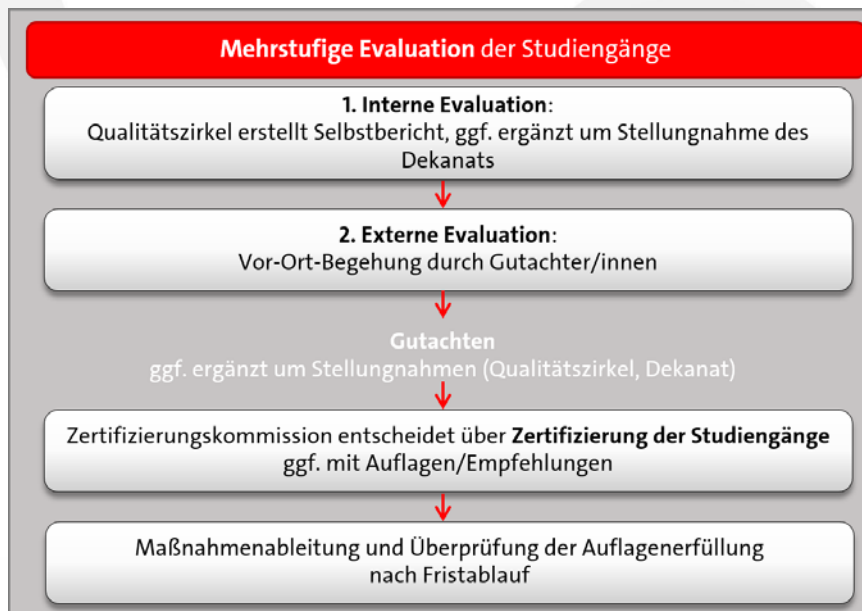 Mehrstufige Evaluation der Studiengänge
1. Interne Evaluation:
Qualitätszirkel erstellt Selbstbericht, ggf. ergänzt um Stellungnahme des
Dekanats
2. Externe Evaluation:
Vor-Ort-Begehung durch Gutachter/innen
Gutachten
ggf. ergänzt um Stellungnahmen (Qualitätszirkel, Dekanat)
Zertifizierungskommission entscheidet über Zertifizierung der Studiengänge
ggf. mit Auflagen/Empfehlungen
Maßnahmenableitung und Überprüfung der Auflagenerfüllung
nach Fristablauf